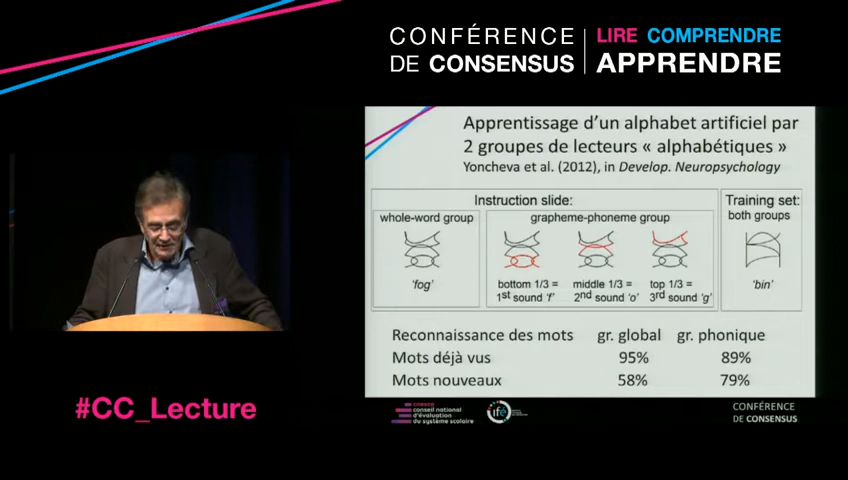 CONFÉRENCE
DE CONSENSUS
LIRE COMPRENDRE
APPRENDRE
Apprentissage d'un alphabet artificiel par
2 groupes de lecteurs « alphabétiques »
Yoncheva et al. (2012), in Develop. Neuropsychology
Instruction slide:
whole-word group
'fog'
grapheme-phoneme group
bottom 1/3 =
1st sound 'f'
middle 1/3 =
2nd sound 'o'
top 1/3 =
3rd sound 'g'
Training set:
both groups
'bin'
Reconnaissance des mots gr. global gr. phonique
Mots déjà vus 95% 89%
Mots nouveaux 58% 79%
#CC_Lecture
cnesco
conseil national
d'évaluation
du système scolaire
ifé
CONFÉRENCE
DE CONSENSUS